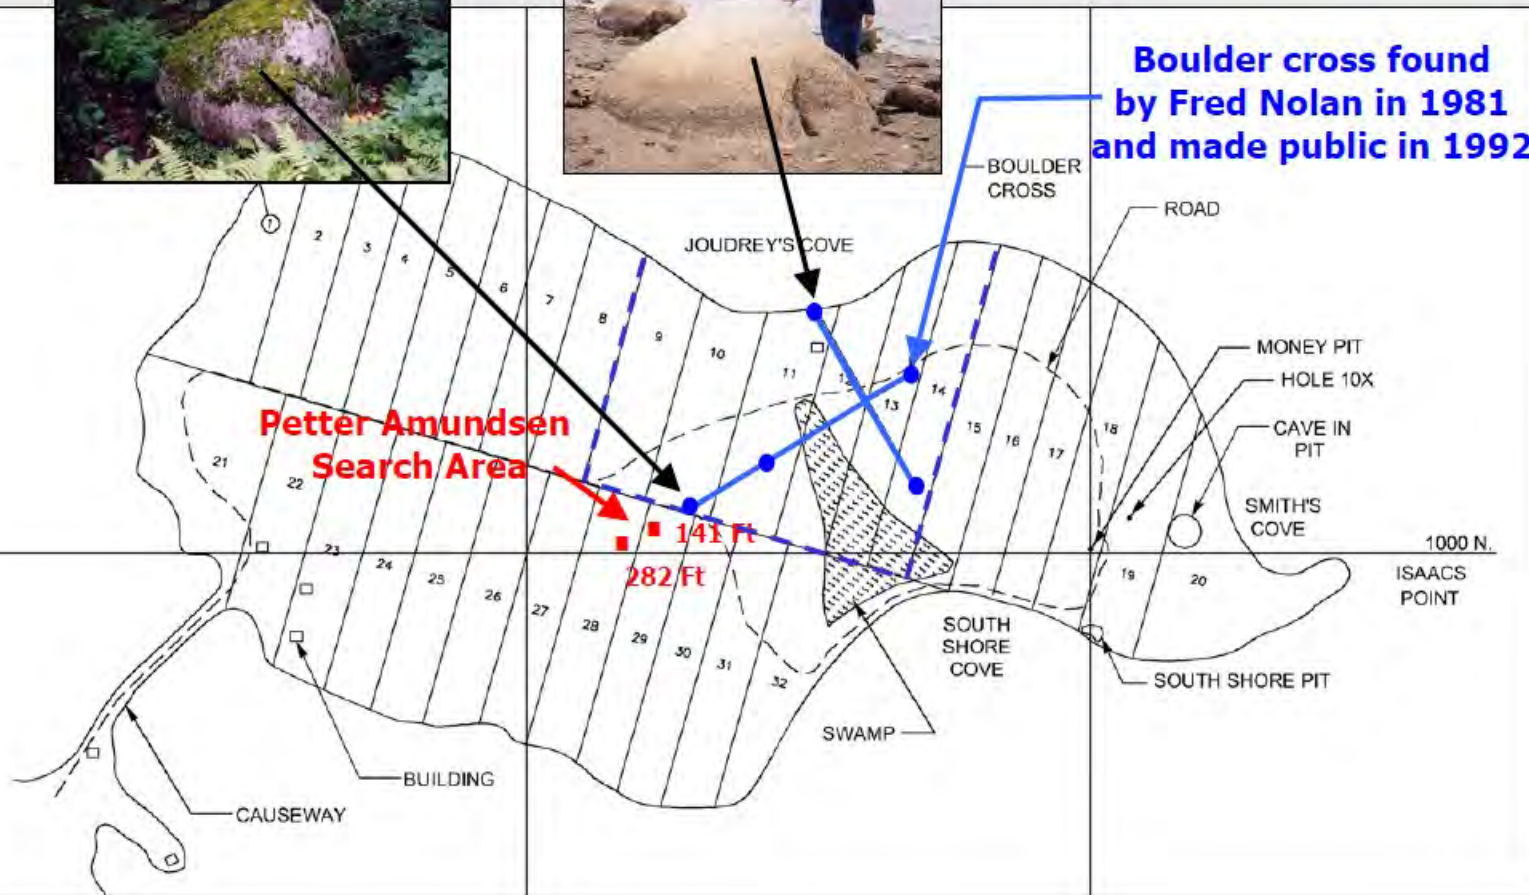 Boulder cross found
by Fred Nolan in 1981
and made public in 1992
BOULDER
CROSS
ROAD
JOUDREY'S COVE
1
2
3
4
5
6
7
8
9
10
11
12
13
14
15
16
17
18
MONEY PIT
HOLE 10X
CAVE IN
PIT
SMITH'S
COVE
Petter Amundsen
Search Area
141 Ft
282 Ft
1000 N.
ISAACS
POINT
19
20
21
22
23
24
25
26
27
28
29
30
31
32
SOUTH
SHORE
COVE
SOUTH SHORE PIT
SWAMP
BUILDING
CAUSEWAY